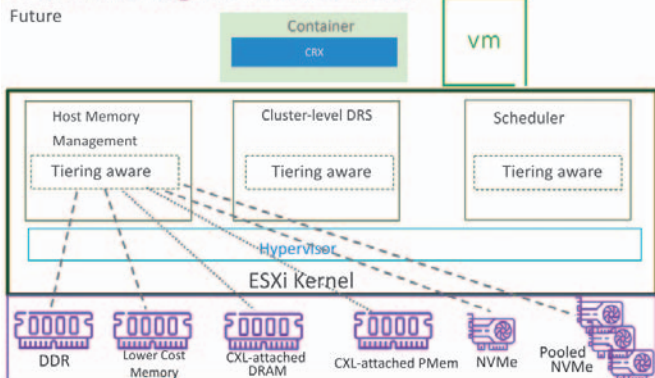 Future
Container
CRX
vm
Host Memory
Management
Tiering aware
Cluster-level DRS
Tiering aware
Scheduler
Tiering aware
Hypervisor
ESXi Kernel
DDR
Lower Cost
Memory
CXL-attached
DRAM
CXL-attached PMem
NVMe
Pooled
NVMe